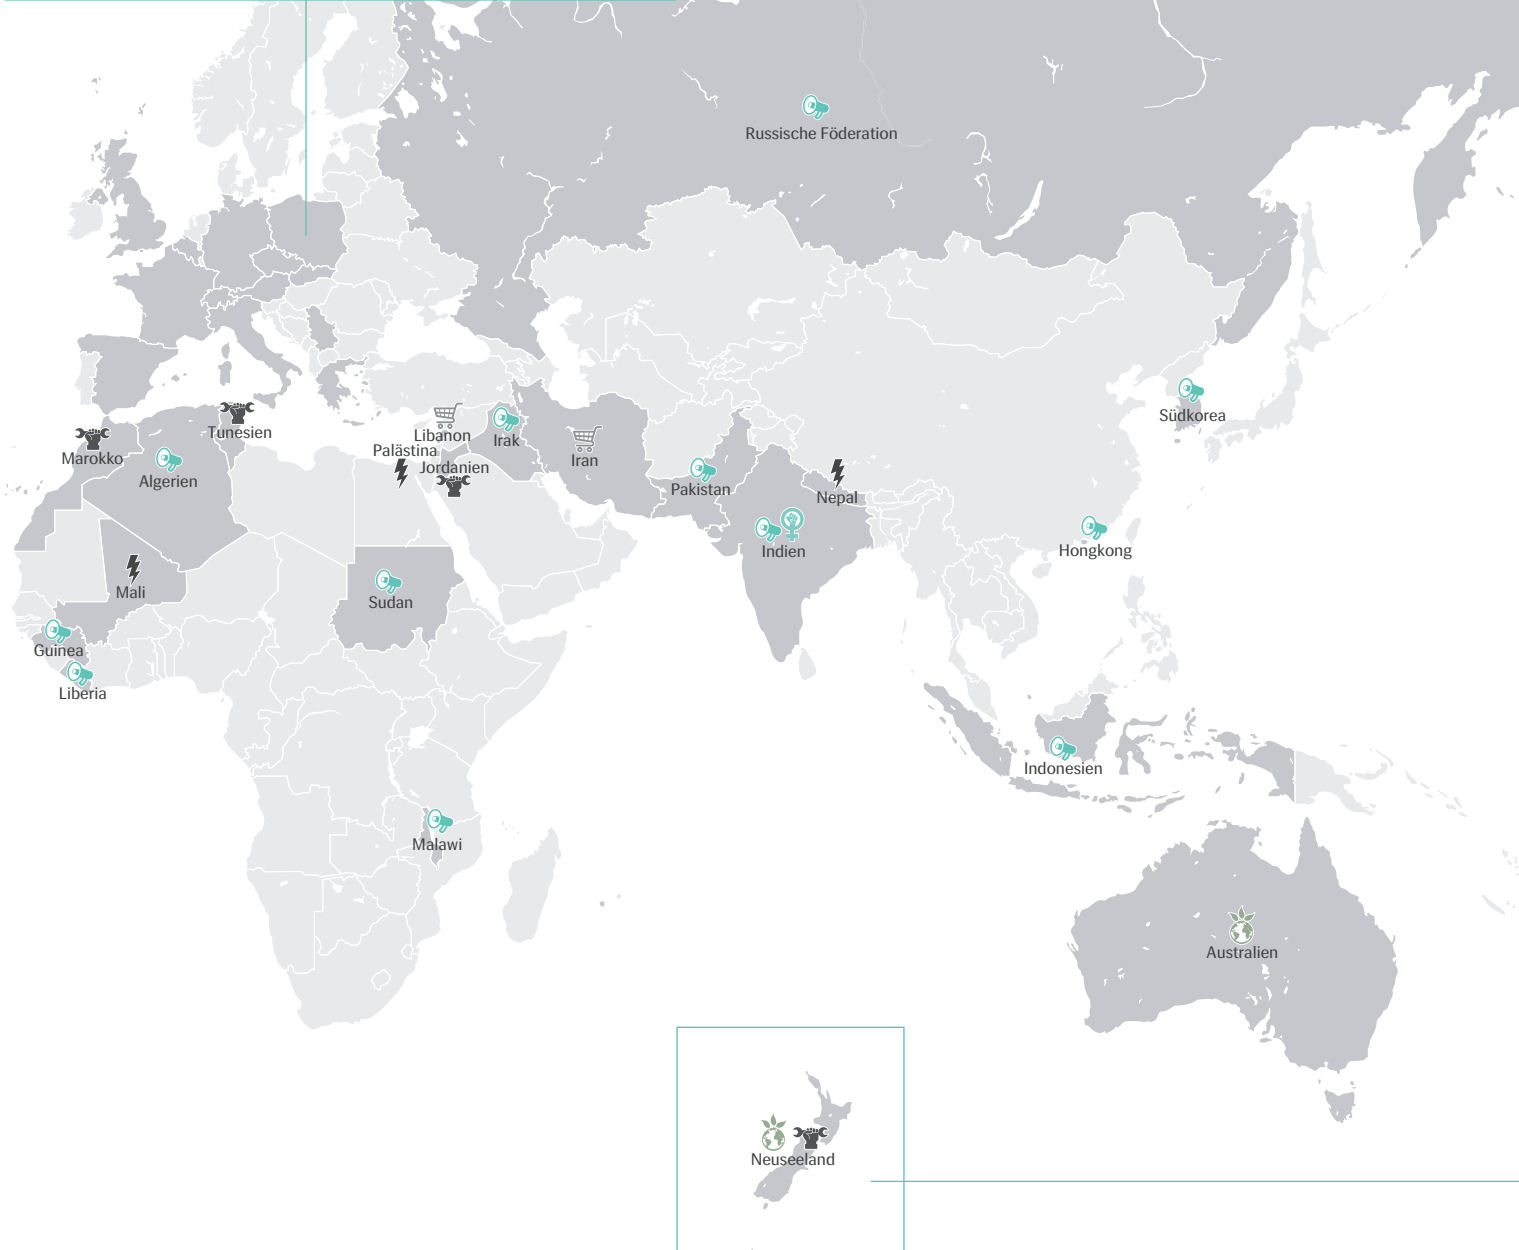 Russische Föderation
Südkorea
Tunesien
Libanon
Irak
Palästina
Marokko
Iran
Jordanien
Algerien
Pakistan
Nepal
Indien
Hongkong
Mali
Sudan
Guinea
Liberia
Indonesien
Malawi
Australien
Neuseeland